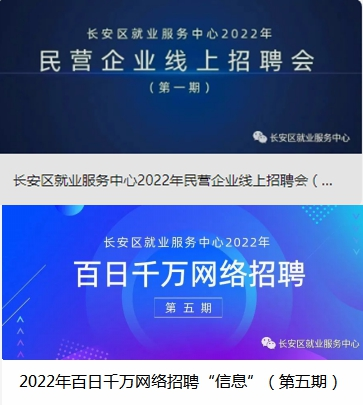 长安区就业服务中心2022年
民营企业线上招聘会
（第一期）
长安区就业服务中心
长安区就业服务中心2022年民营企业线上招聘会（...
长安区就业服务中心2022年
百日千万网络招聘
第五期
长安区就业服务中心
2022年百日千万网络招聘“信息”（第五期）